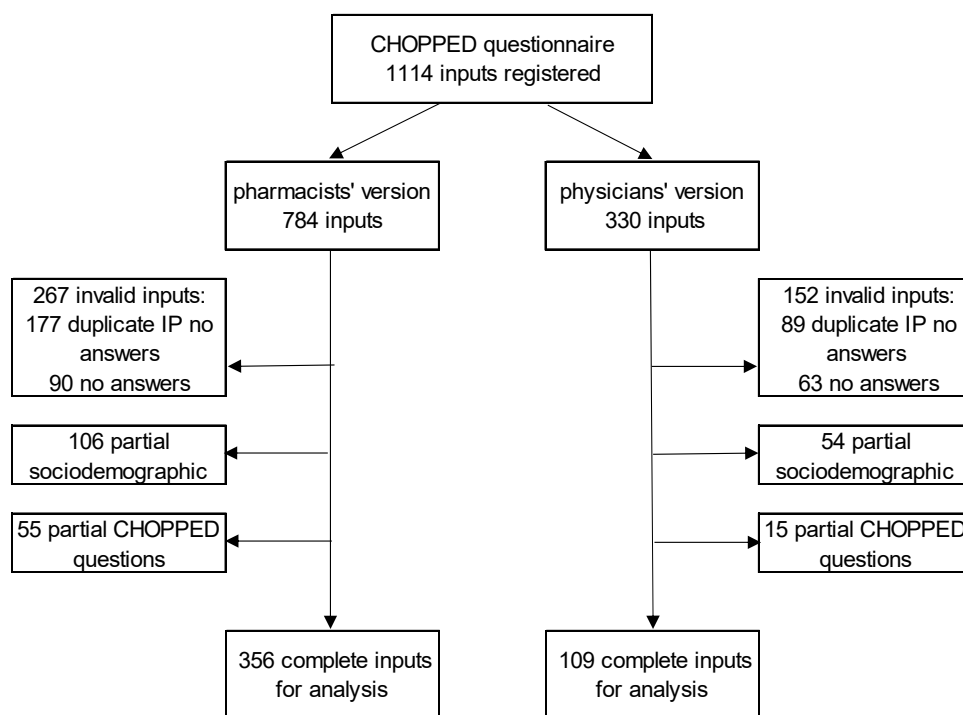 CHOPPED questionnaire
1114 inputs registered
pharmacists' version
784 inputs
physicians' version
330 inputs
267 invalid inputs:
177 duplicate IP no
answers
90 no answers
152 invalid inputs:
89 duplicate IP no
answers
63 no answers
106 partial
sociodemographic
54 partial
sociodemographic
55 partial CHOPPED
questions
15 partial CHOPPED
questions
356 complete inputs
for analysis
109 complete inputs
for analysis